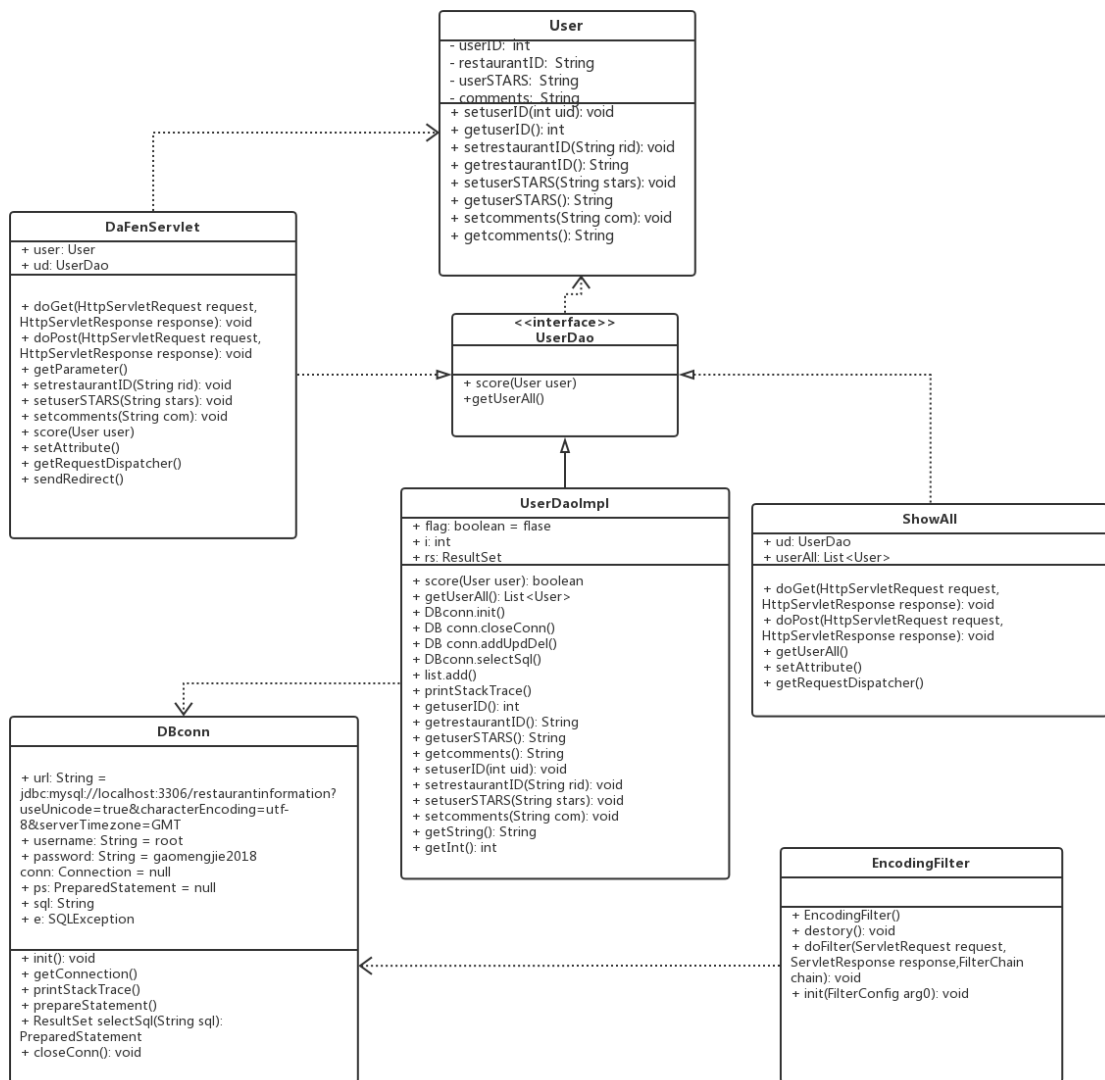 User
- userID:  int
- restaurantID:  String
- userSTARS:  String
- comments:  String
+ setuserID(int uid): void
+ getuserID(): int
+ setrestaurantID(String rid): void
+ getrestaurantID(): String
+ setuserSTARS(String stars): void
+ getuserSTARS(): String
+ setcomments(String com): void
+ getcomments(): String
DaFenServlet
+ user: User
+ ud: UserDao
+ doGet(HttpServletRequest request,
HttpServletResponse response): void
+ doPost(HttpServletRequest request,
HttpServletResponse response): void
+ getParameter()
+ setrestaurantID(String rid): void
+ setuserSTARS(String stars): void
+ setcomments(String com): void
+ score(User user)
+ setAttribute()
+ getRequestDispatcher()
+ sendRedirect()
<<interface>>
UserDao
+ score(User user)
+getUserAll()
UserDaoImpl
+ flag: boolean = flase
+ i: int
+ rs: ResultSet
+ score(User user): boolean
+ getUserAll(): List<User>
+ DBconn.init()
+ DB conn.closeConn()
+ DB conn.addUpdDel()
+ DBconn.selectSql()
+ list.add()
+ printStackTrace()
+ getuserID(): int
+ getrestaurantID(): String
+ getuserSTARS(): String
+ getcomments(): String
+ setuserID(int uid): void
+ setrestaurantID(String rid): void
+ setuserSTARS(String stars): void
+ setcomments(String com): void
+ getString(): String
+ getInt(): int
ShowAll
+ ud: UserDao
+ userAll: List<User>
+ doGet(HttpServletRequest request,
HttpServletResponse response): void
+ doPost(HttpServletRequest request,
HttpServletResponse response): void
+ getUserAll()
+ setAttribute()
+ getRequestDispatcher()
DBconn
+ url: String =
jdbc:mysql://localhost:3306/restaurantinformation?
useUnicode=true&characterEncoding=utf-
8&serverTimezone=GMT
+ username: String = root
+ password: String = gaomengjie2018
conn: Connection = null
+ ps: PreparedStatement = null
+ sql: String
+ e: SQLException
+ init(): void
+ getConnection()
+ printStackTrace()
+ prepareStatement()
+ ResultSet selectSql(String sql):
PreparedStatement
+ closeConn(): void
EncodingFilter
+ EncodingFilter()
+ destory(): void
+ doFilter(ServletRequest request,
ServletResponse response,FilterChain
chain): void
+ init(FilterConfig arg0): void